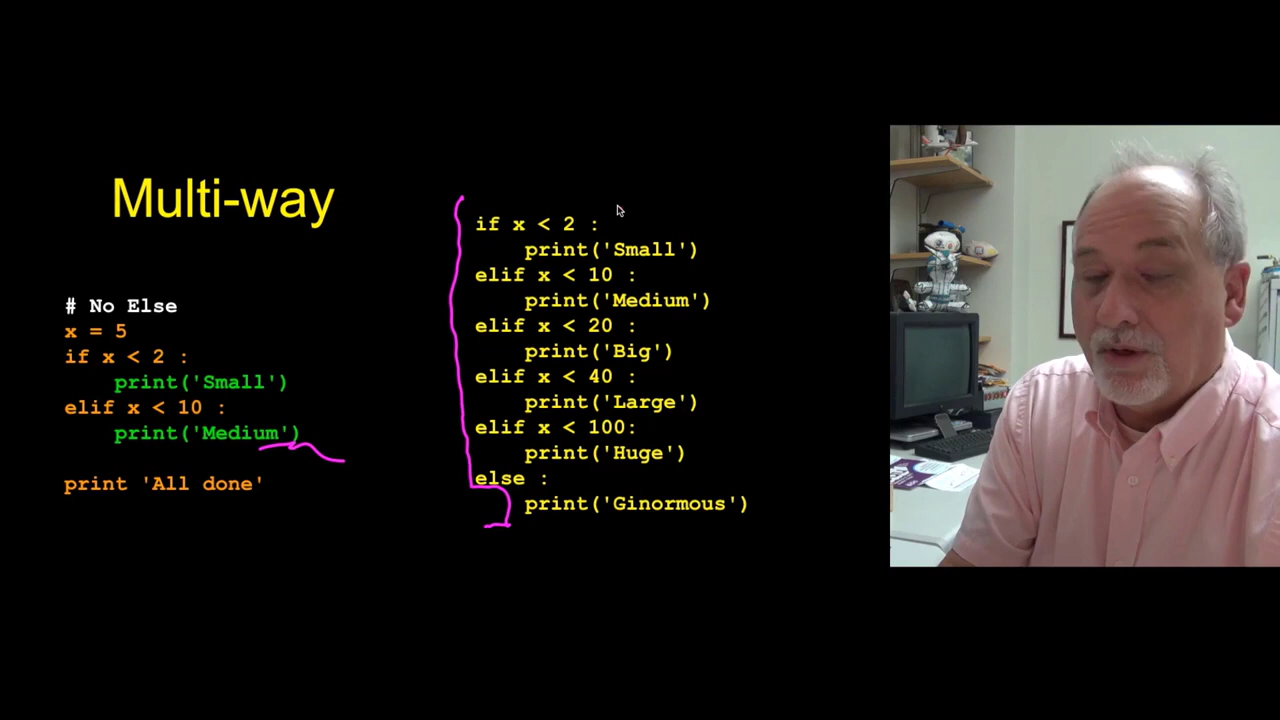 Multi-way
# No Else
x = 5
if x < 2 :
    print('Small')
elif x < 10 :
    print('Medium')
print 'All done'
if x < 2 :
    print('Small')
elif x < 10 :
    print('Medium')
elif x < 20 :
    print('Big')
elif x < 40 :
    print('Large')
elif x < 100:
    print('Huge')
else :
    print('Ginormous')